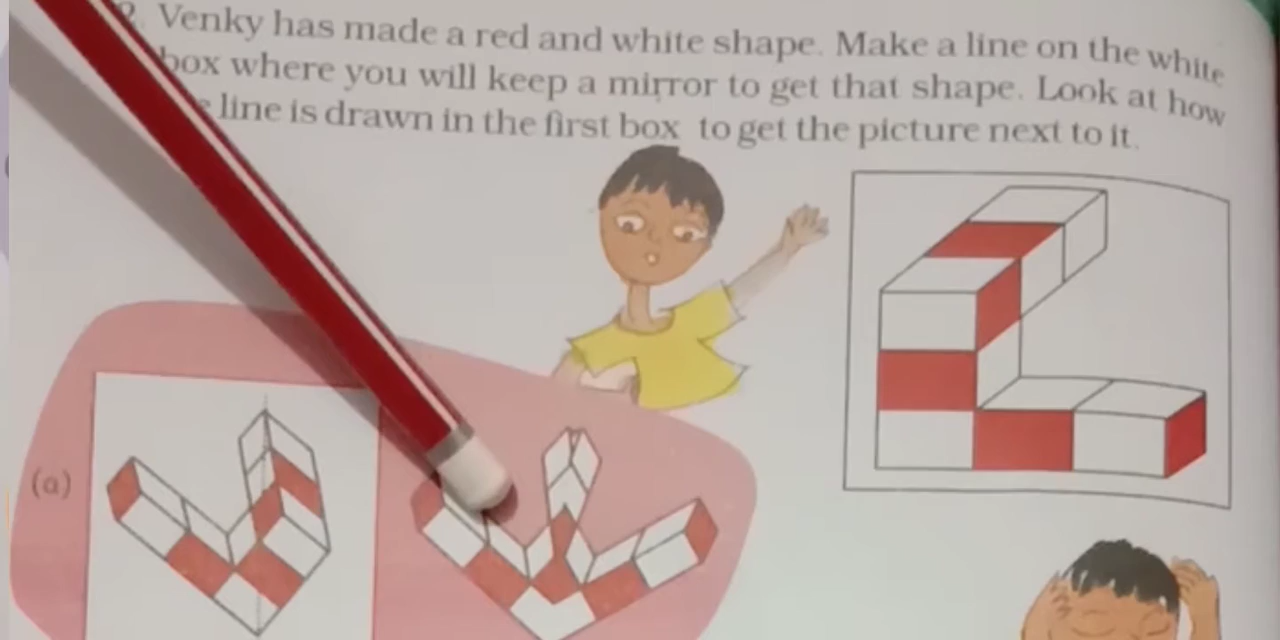 Venky has made a red and white shape. Make a line on the white
box where you will keep a mirror to get that shape. Look at how
line is drawn in the first box to get the picture next to it.
(a)